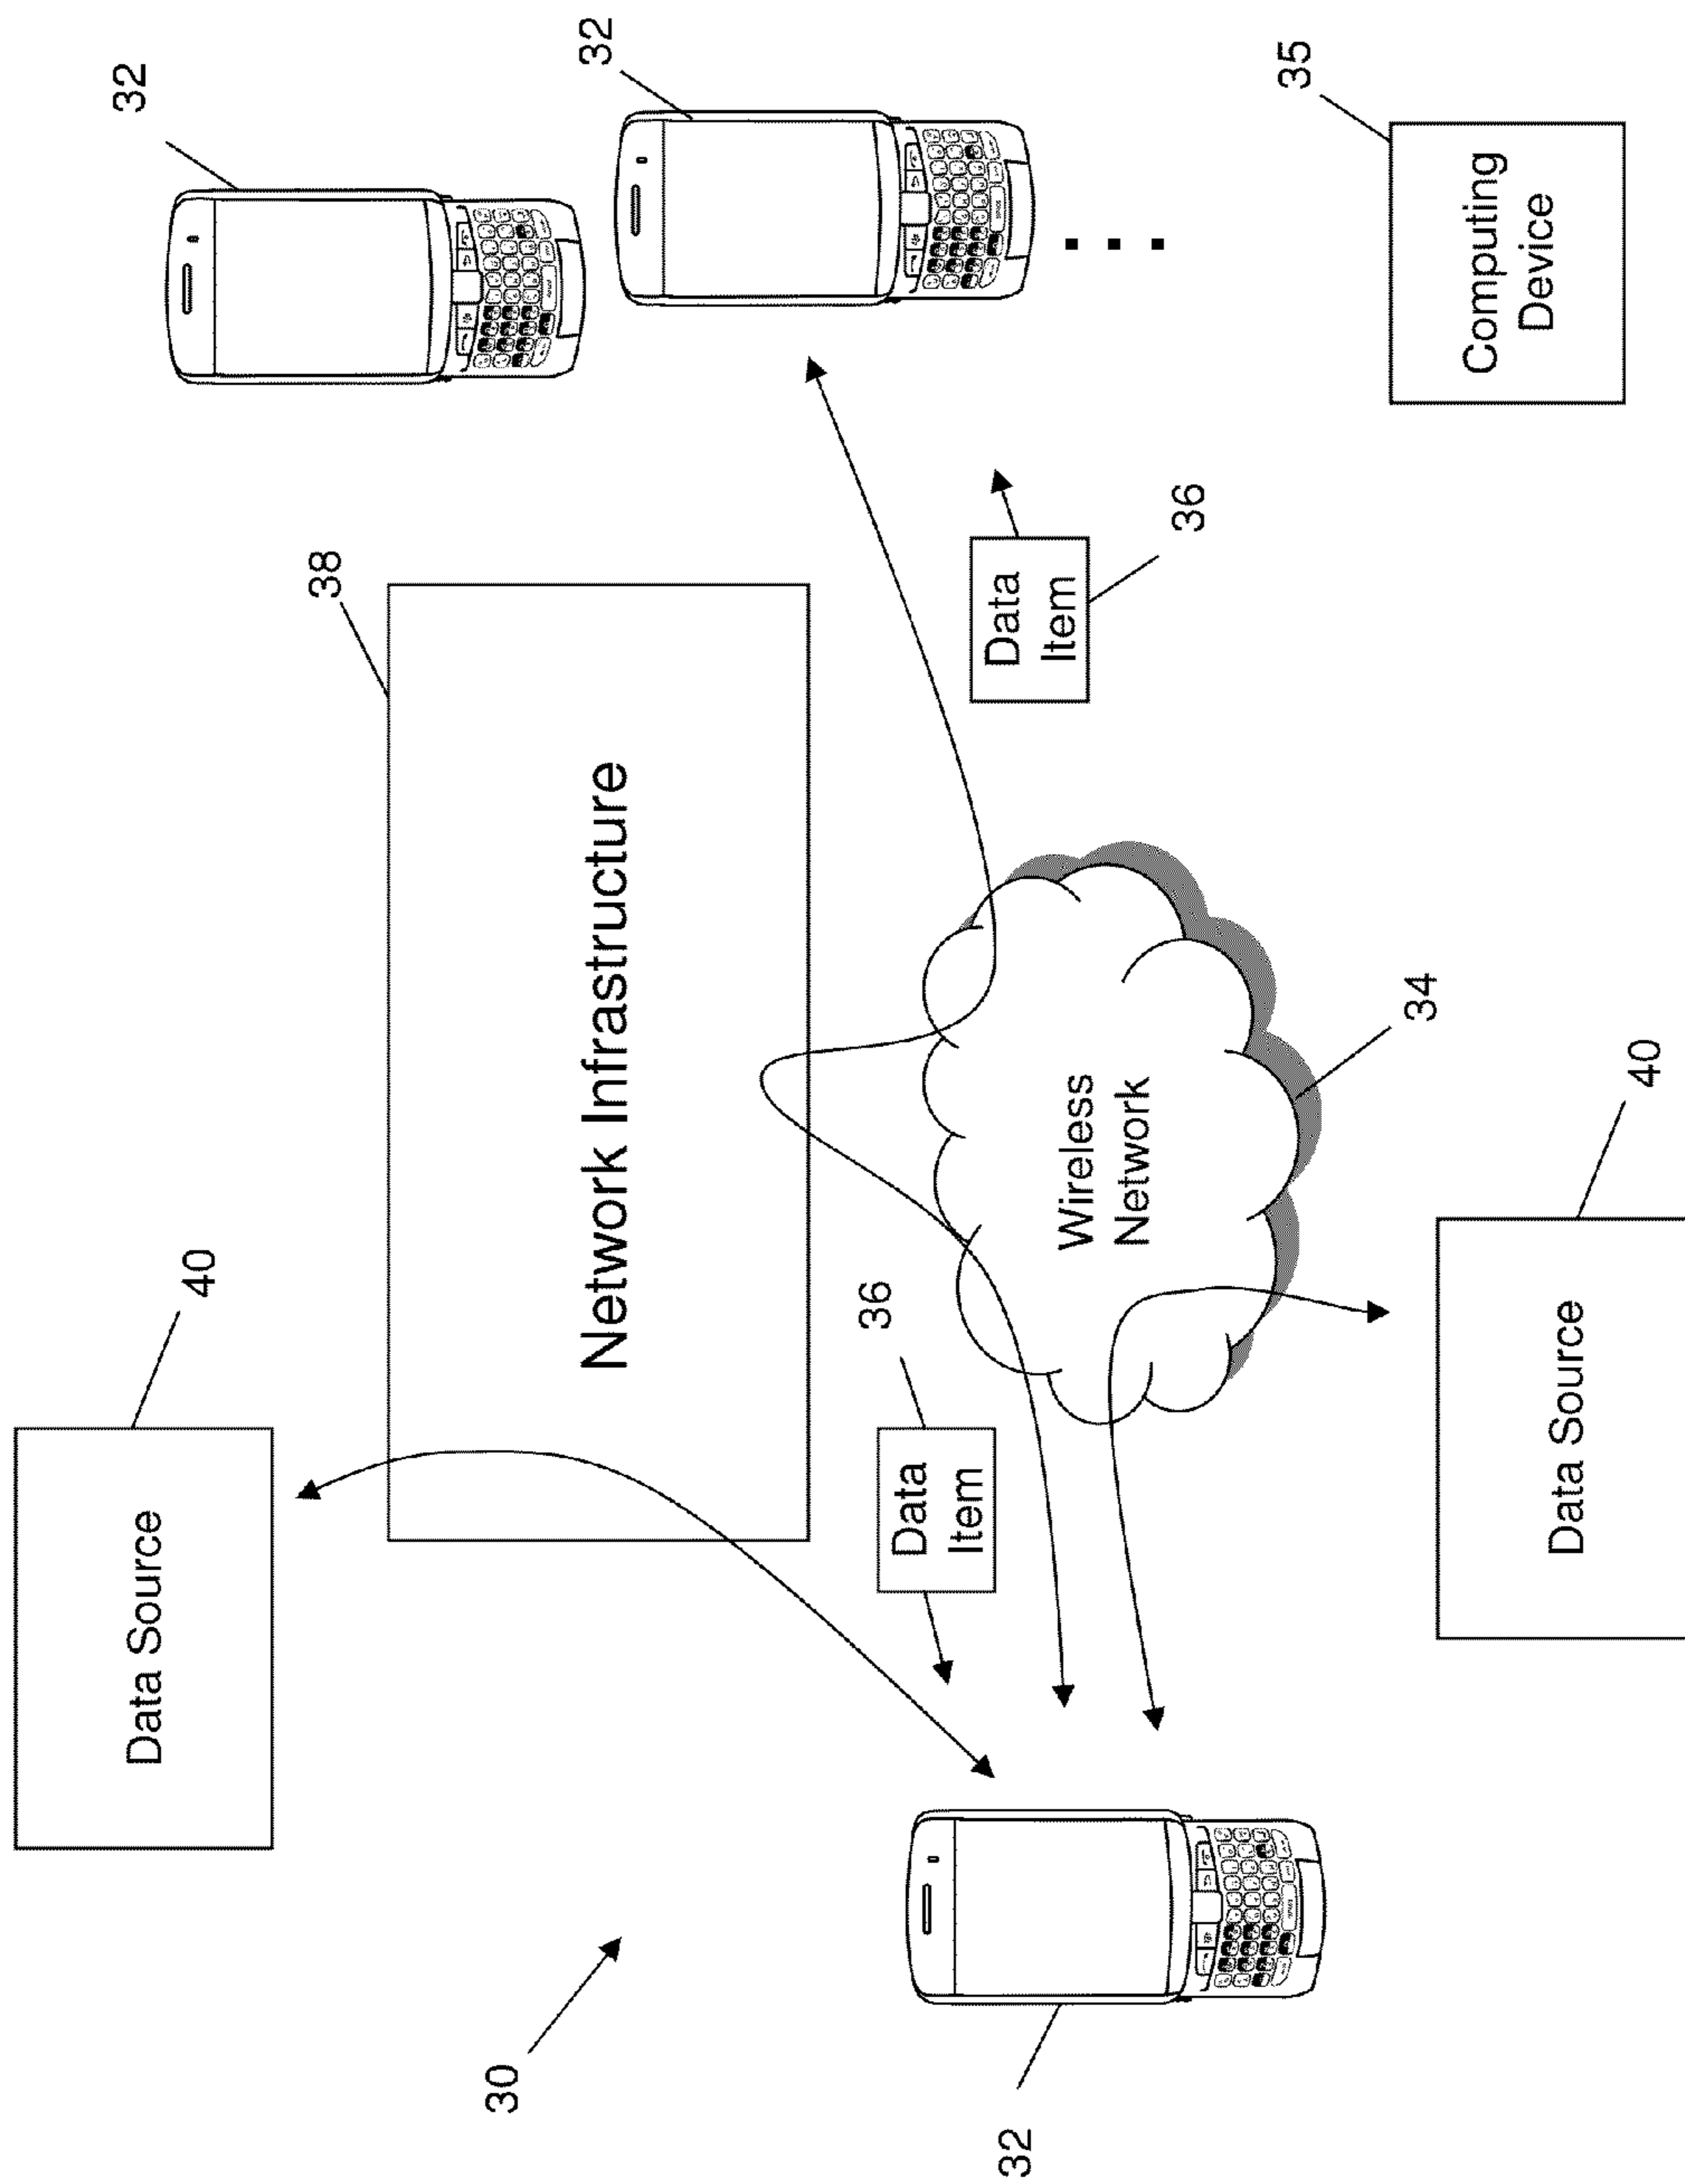 32
40
Data Source
38
30
32
Network Infrastructure
36
Data
Item
Data
Item
32
Wireless
Network
36
35
34
Computing
Device
Data Source
40